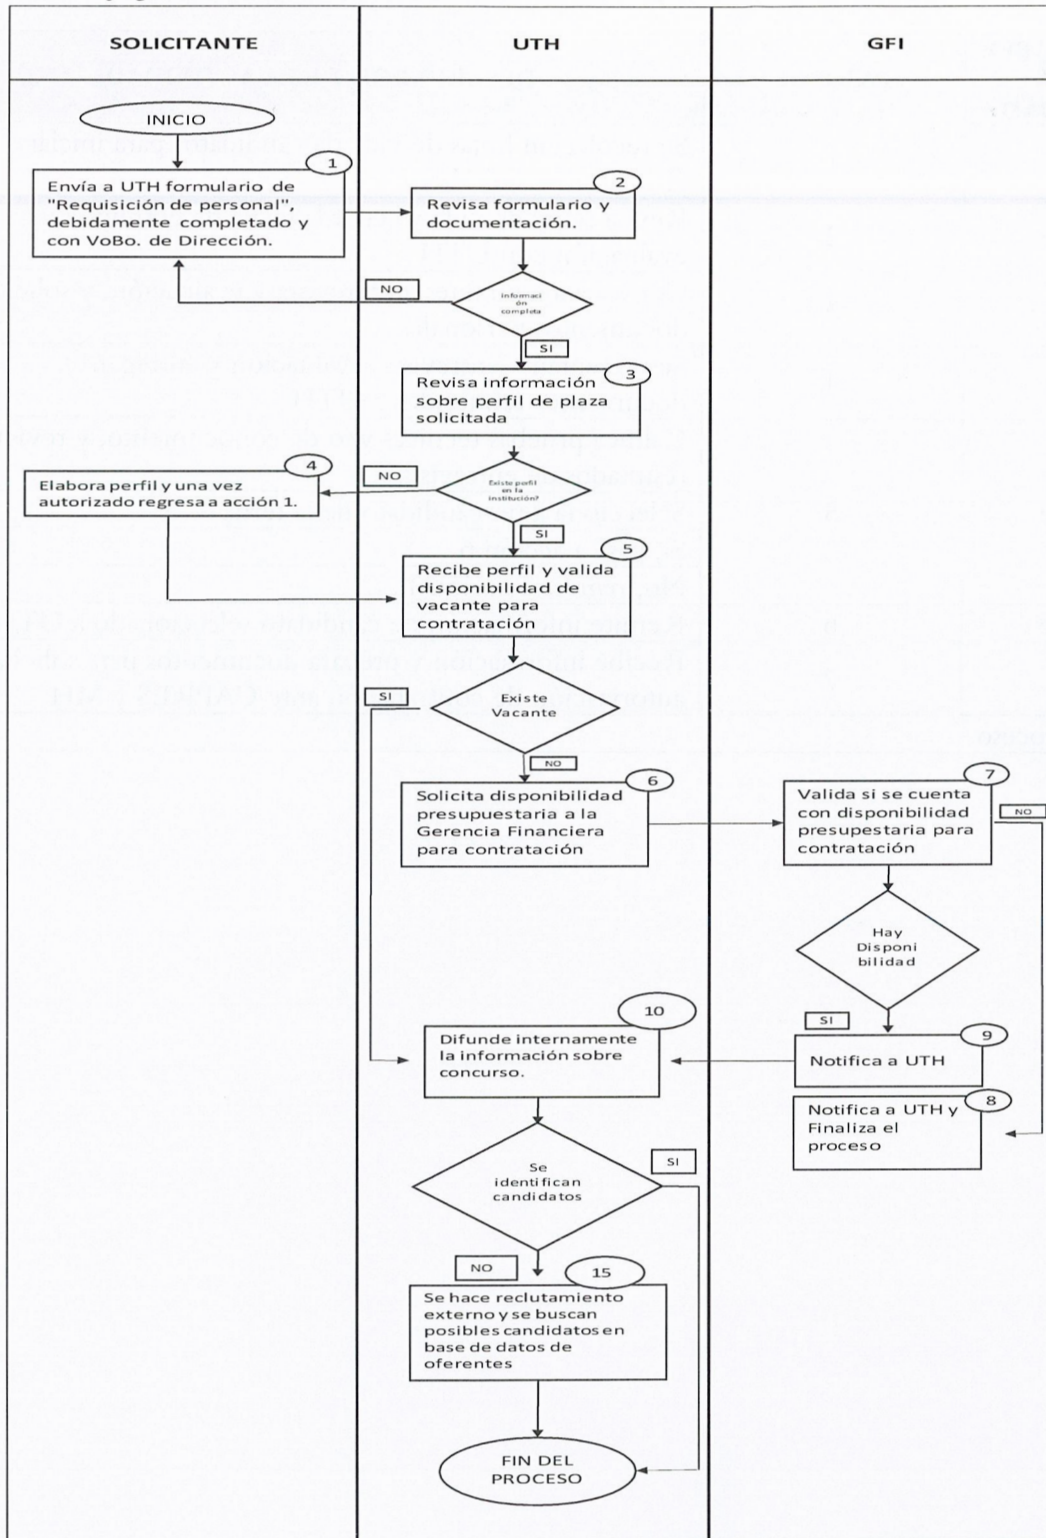 SOLICITANTE
UTH
GFI
INICIO
1
Envía a UTH formulario de
"Requisición de personal",
debidamente completado y
con VoBo. de Dirección.
2
Revisa formulario y
documentación.
NO
Informaci
ón
completa
SI
3
Revisa información
sobre perfil de plaza
solicitada
4
Elabora perfil y una vez
autorizado regresa a acción 1.
NO
Existe perfil
en la
institución?
SI
5
Recibe perfil y valida
disponibilidad de
vacante para
contratación
SI
Existe
Vacante
NO
6
Solicita disponibilidad
presupuestaria a la
Gerencia Financiera
para contratación
7
Valida si se cuenta
con disponibilidad
presupestaria para
contratación
NO
Hay
Disponi
bilidad
SI
9
Notifica a UTH
8
Notifica a UTH y
Finaliza el
proceso
10
Difunde internamente
la información sobre
concurso.
Se
identifican
candidatos
SI
NO
15
Se hace reclutamiento
externo y se buscan
posibles candidatos en
base de datos de
oferentes
FIN DEL
PROCESO